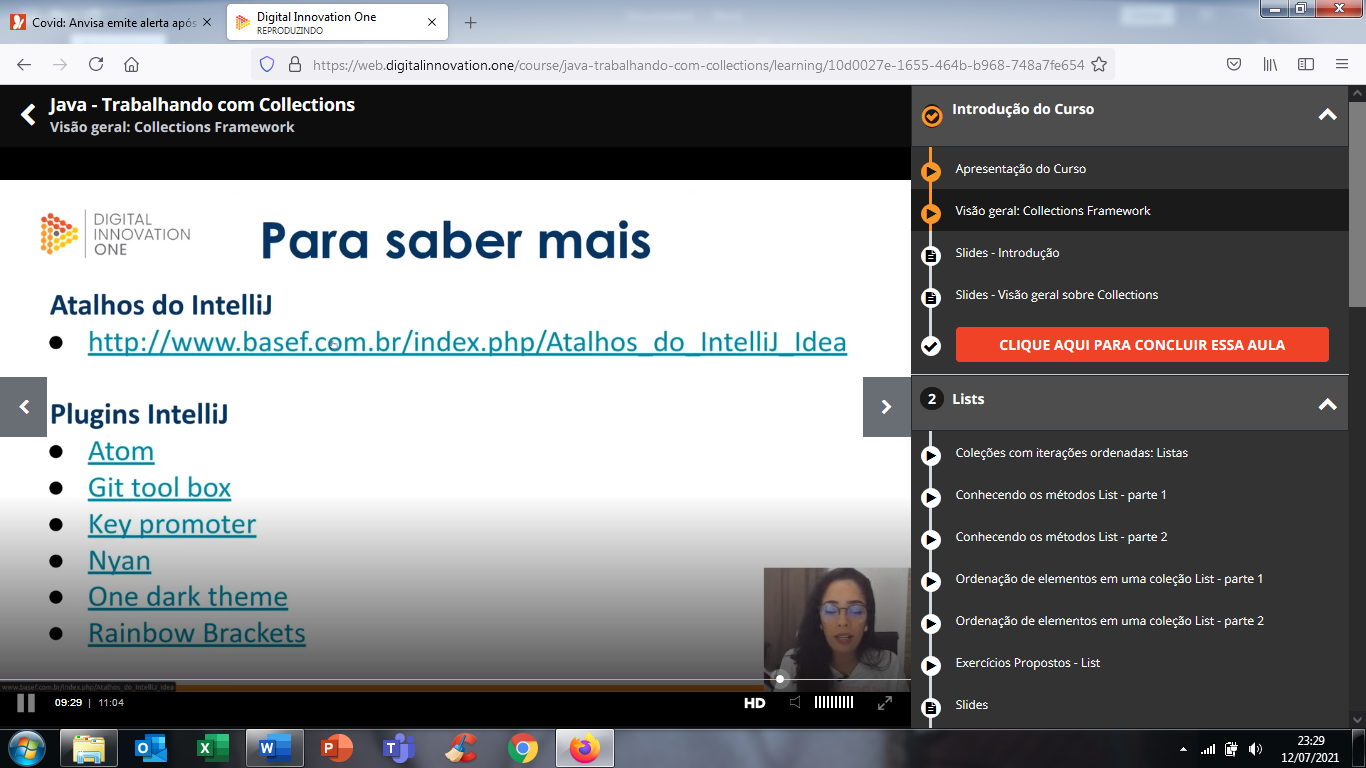 Covid: Anvisa emite alerta após
Digital Innovation One
REPRODUZINDO
https://web.digitalinnovation.one/course/java-trabalhando-com-collections/learning/10d0027e-1655-464b-b968-748a7fe654
Java - Trabalhando com Collections
Visão geral: Collections Framework
DIGITAL
INNOVATION
ONE
Para saber mais
Atalhos do IntelliJ
● http://www.basef.com.br/index.php/Atalhos_do_IntelliJ_Idea
Plugins IntelliJ
● Atom
● Git tool box
● Key promoter
● Nyan
● One dark theme
● Rainbow Brackets
www.basef.com.br/index.php/Atalhos_do_IntelliJ_Idea
09:29 | 11:04
HD
Introdução do Curso
Apresentação do Curso
Visão geral: Collections Framework
Slides - Introdução
Slides - Visão geral sobre Collections
CLIQUE AQUI PARA CONCLUIR ESSA AULA
2 Lists
Coleções com iterações ordenadas: Listas
Conhecendo os métodos List - parte 1
Conhecendo os métodos List - parte 2
Ordenação de elementos em uma coleção List - parte 1
Ordenação de elementos em uma coleção List - parte 2
Exercícios Propostos - List
Slides
23:29
12/07/2021